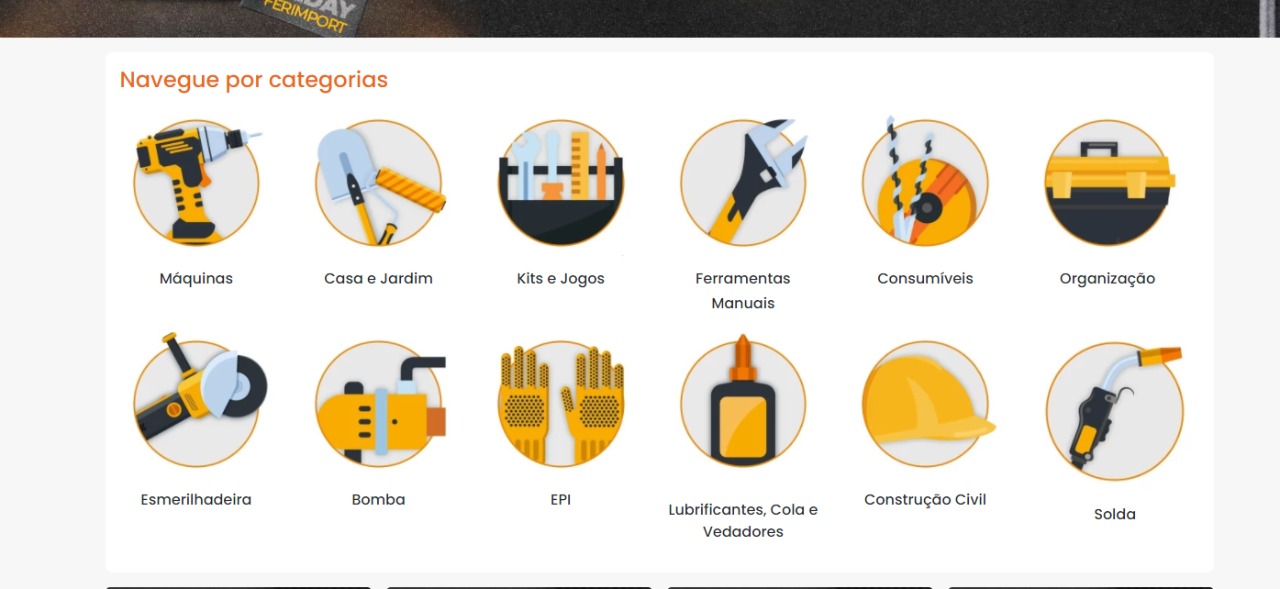 DAY
FERIMPORT
Navegue por categorias
Máquinas
Casa e Jardim
Kits e Jogos
Ferramentas
Manuais
Consumíveis
Organização
Esmerilhadeira
Bomba
EPI
Lubrificantes, Cola e
Vedadores
Construção Civil
Solda